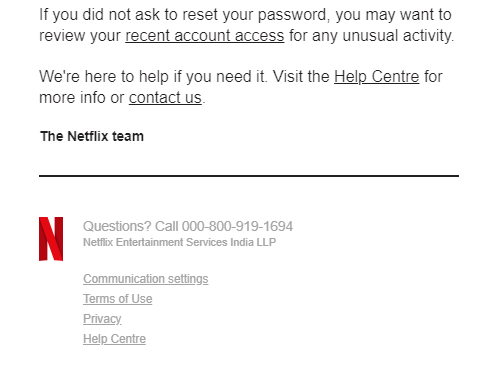 If you did not ask to reset your password, you may want to
review your recent account access for any unusual activity.
We're here to help if you need it. Visit the Help Centre for
more info or contact us.
The Netflix team
Questions? Call 000-800-919-1694
Netflix Entertainment Services India LLP
Communication settings
Terms of Use
Privacy
Help Centre